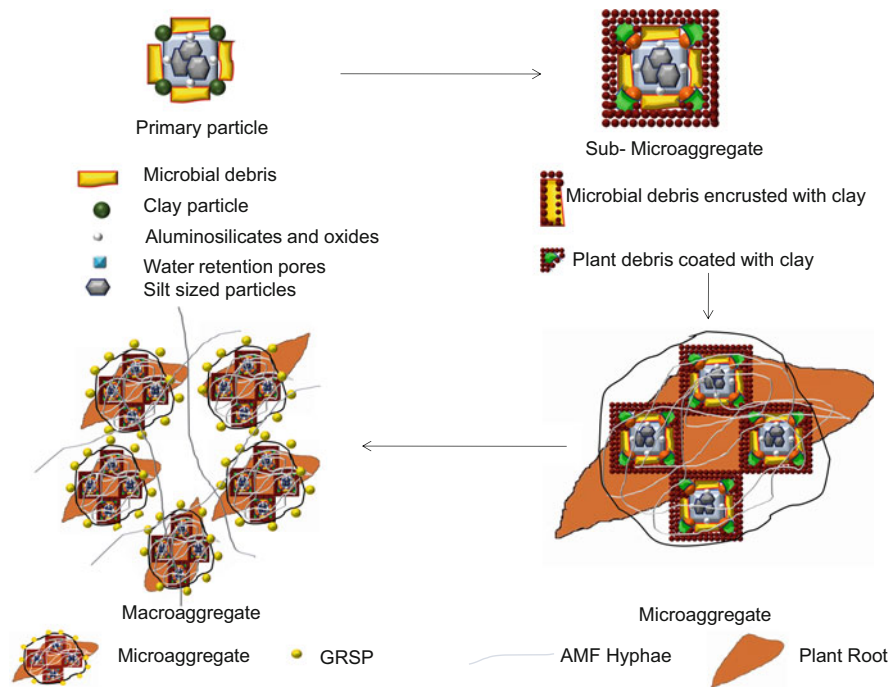 Primary particle
Sub- Microaggregate
Microbial debris
Clay particle
Aluminosilicates and oxides
Water retention pores
Silt sized particles
Microbial debris encrusted with clay
Plant debris coated with clay
Macroaggregate
Microaggregate
Microaggregate
GRSP
AMF Hyphae
Plant Root